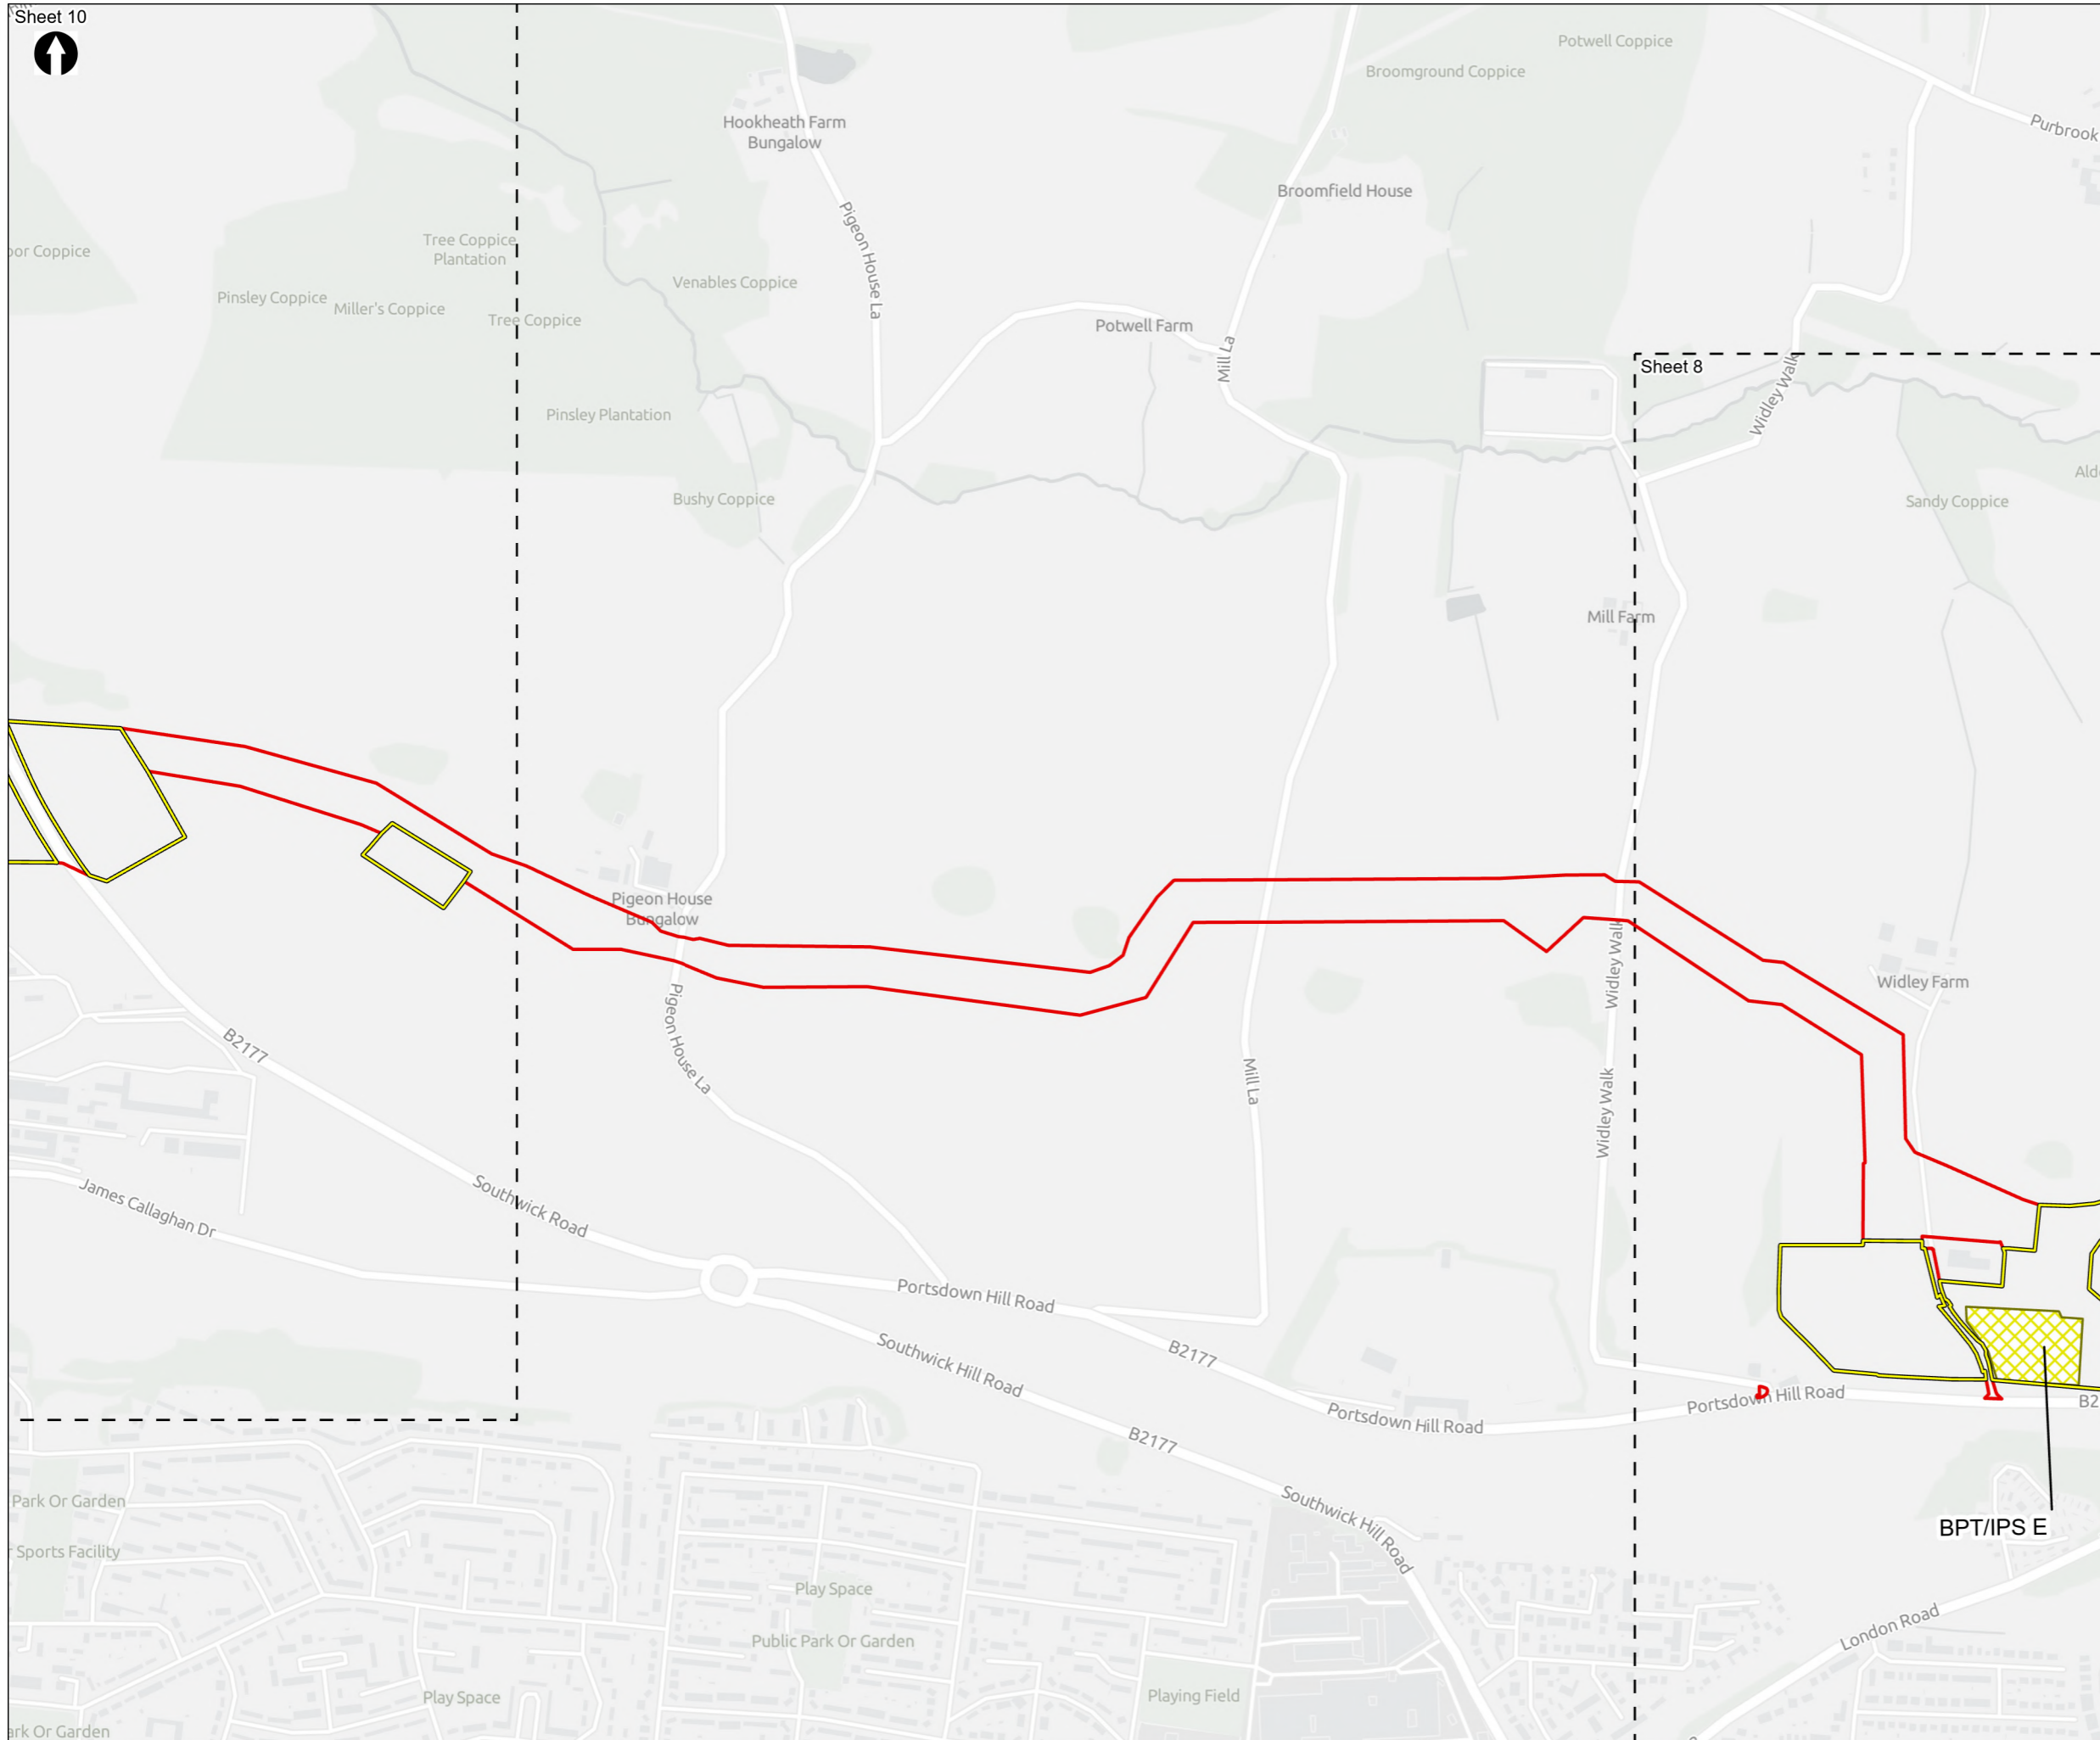 Sheet 10
Potwell Coppice
Broomground Coppice
Hookheath Farm
Bungalow
Purbrook
Broomfield House
Pigeon House La
Tree Coppice
Plantation
Coppice
Venables Coppice
Pinsley Coppice
Miller's Coppice
Tree Coppice
Potwell Farm
Mill La
Sheet 8
Widley Walk
Pinsley Plantation
Bushy Coppice
Sandy Coppice
Mill Farm
Pigeon House
Bungalow
Widley Walk
Widley Farm
Pigeon House La
B2177
Mill La
Widley Walk
James Callaghan Dr
Southwick Road
Portsdown Hill Road
Southwick Hill Road
B2177
Portsdown Hill Road
Portsdown Hill Road
B2177
Southwick Hill Road
Park Or Garden
BPT/IPS E
Sports Facility
Play Space
London Road
Public Park Or Garden
Play Space
Playing Field
Or Garden